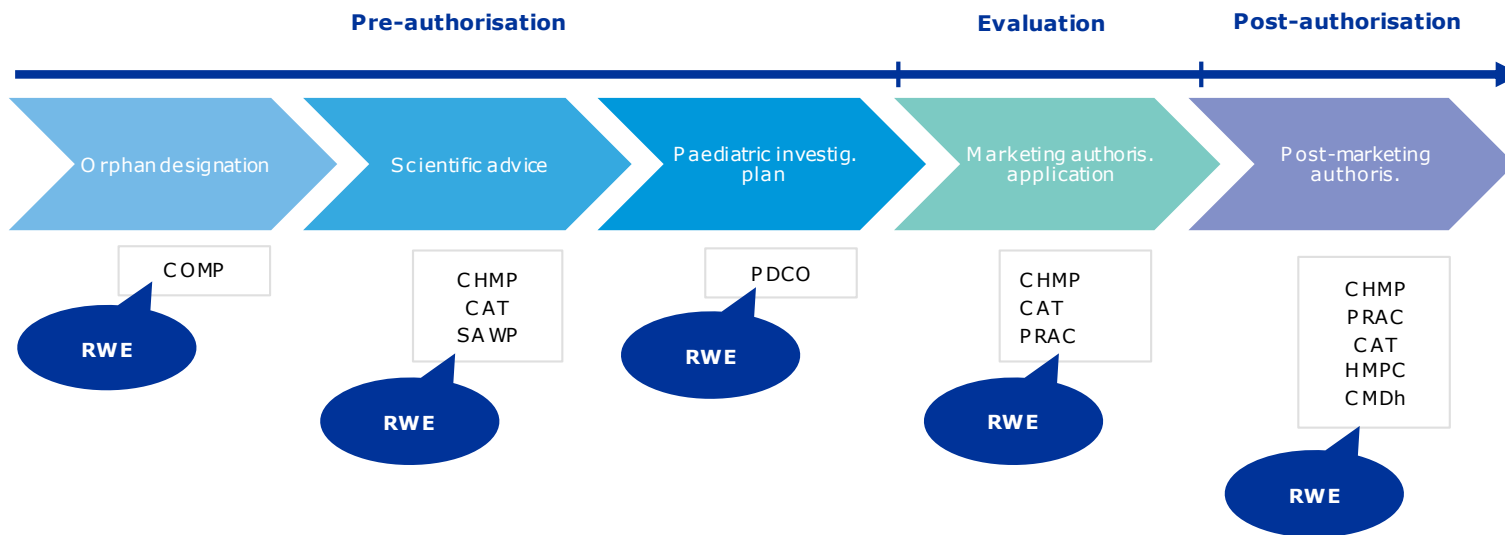 Pre-authorisation
Evaluation
Post-authorisation
Orphan designation
Scientific advice
Paediatric investig.
plan
Marketing authoris.
application
Post-marketing
authoris.
COMP
RWE
CHMP
CAT
SAWP
RWE
PDCO
RWE
CHMP
CAT
PRAC
RWE
CHMP
PRAC
CAT
HMPC
CMDh
RWE